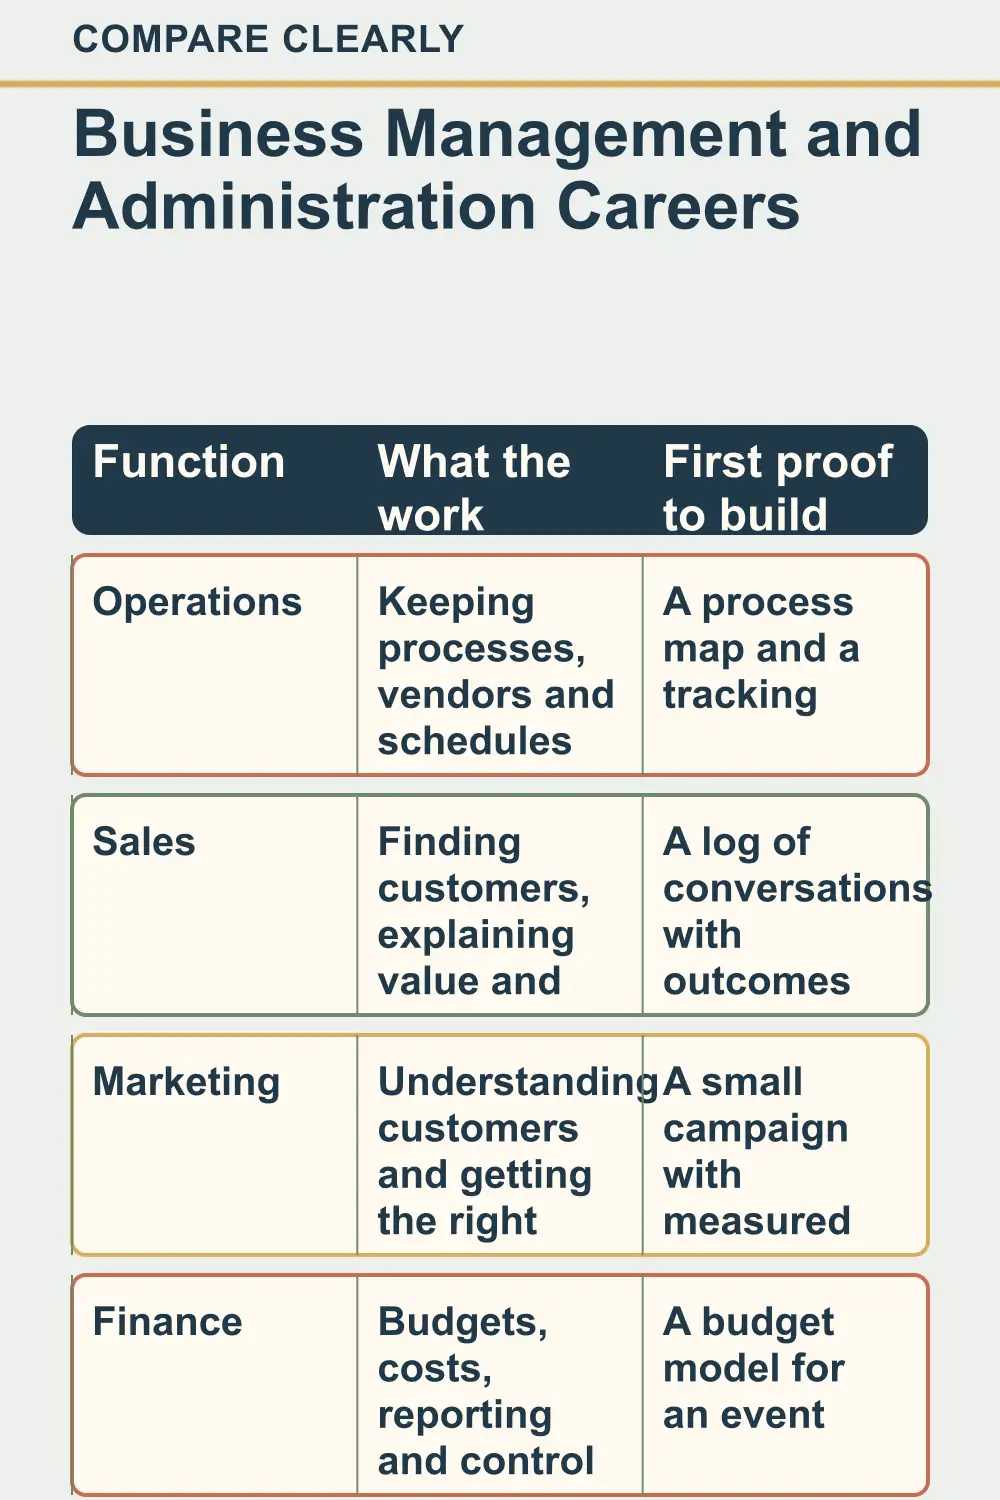 COMPARE CLEARLY
Business Management and
Administration Careers
Function
What the
work
First proof
to build
Operations
Keeping
processes,
vendors and
schedules
A process
map and a
tracking
Sales
Finding
customers,
explaining
value and
A log of
conversations
with
outcomes
Marketing
Understanding
customers
and getting
the right
A small
campaign
with
measured
Finance
Budgets,
costs,
reporting
and control
A budget
model for
an event